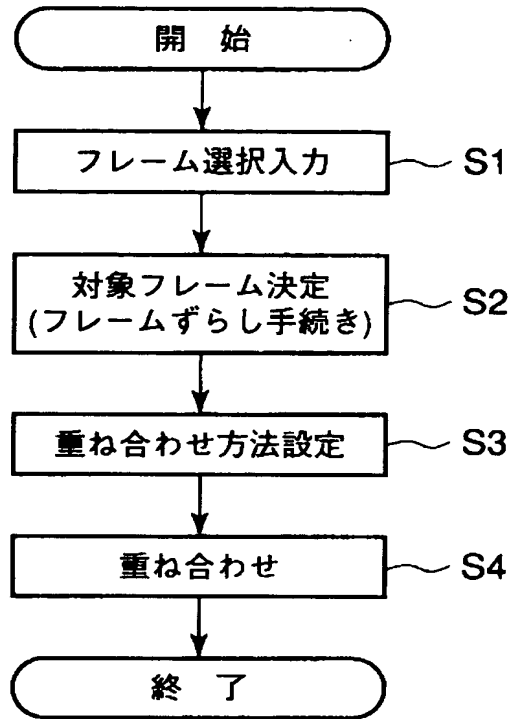 開 始
フレーム選択入力
S1
対象フレーム決定
(フレームずらし手続き)
S2
重ね合わせ方法設定
S3
重ね合わせ
S4
終 了